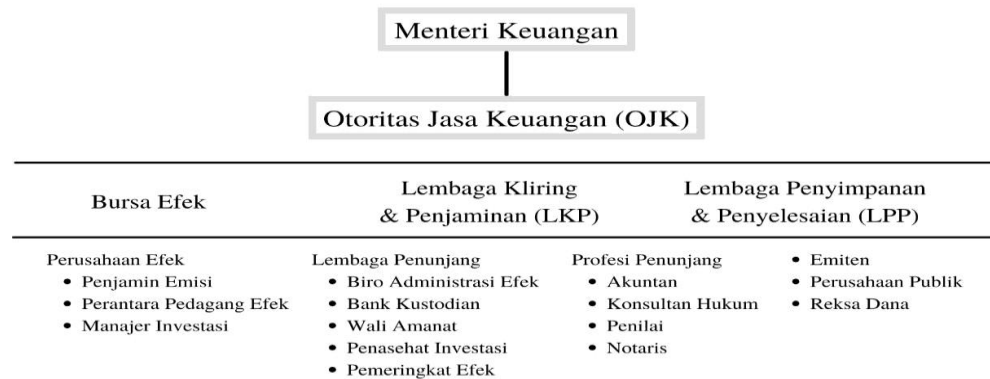 Menteri Keuangan
Otoritas Jasa Keuangan (OJK)
Bursa Efek
Lembaga Kliring
& Penjaminan (LKP)
Lembaga Penyimpanan
& Penyelesaian (LPP)
Perusahaan Efek
• Penjamin Emisi
• Perantara Pedagang Efek
• Manajer Investasi
Lembaga Penunjang
• Biro Administrasi Efek
• Bank Kustodian
• Wali Amanat
• Penasehat Investasi
• Pemeringkat Efek
Profesi Penunjang
• Akuntan
• Konsultan Hukum
• Penilai
• Notaris
• Emiten
• Perusahaan Publik
• Reksa Dana